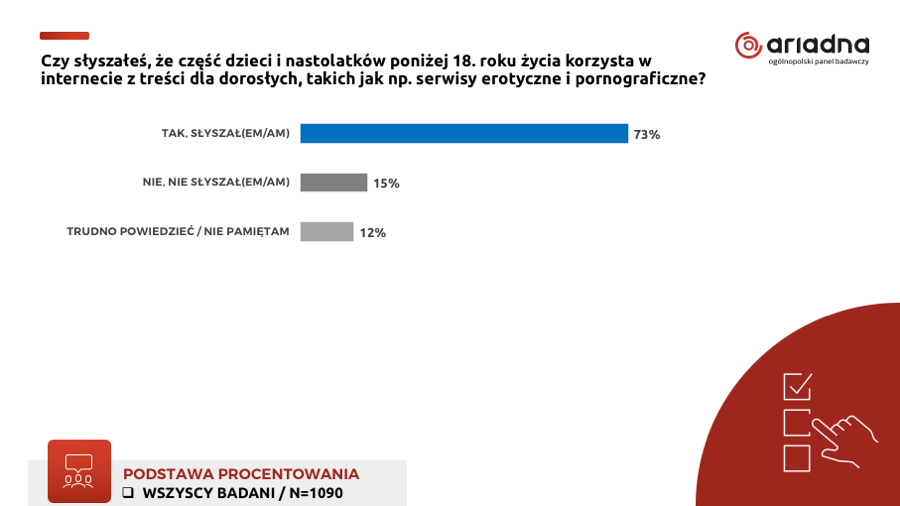 ariadna
ogólnopolski panel badawczy
Czy słyszałeś, że część dzieci i nastolatków poniżej 18. roku życia korzysta w
internecie z treści dla dorosłych, takich jak np. serwisy erotyczne i pornograficzne?
TAK, SŁYSZAŁ(EM/AM) 73%
NIE, NIE SŁYSZAŁ(EM/AM) 15%
TRUDNO POWIEDZIEĆ / NIE PAMIĘTAM 12%
PODSTAWA PROCENTOWANIA
WSZYSCY BADANI / N=1090